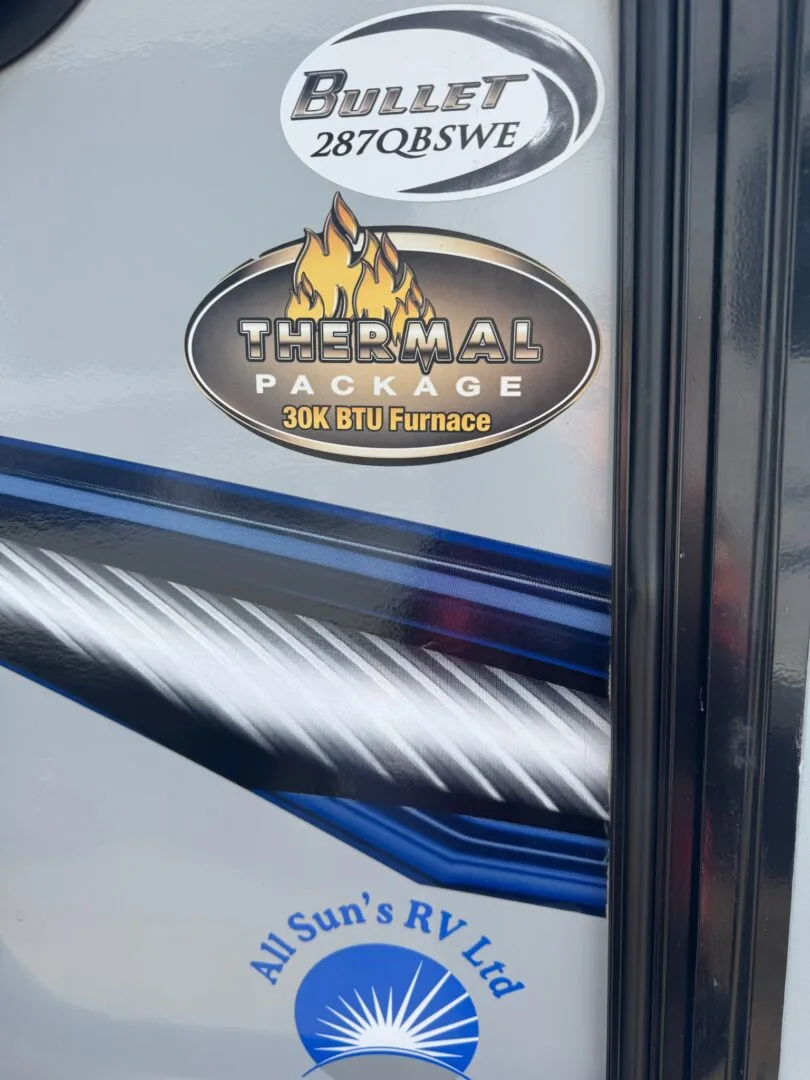 BULLET
287QBSWE
THERMAL
PACKAGE
30K BTU Furnace
All Sun's RV Ltd